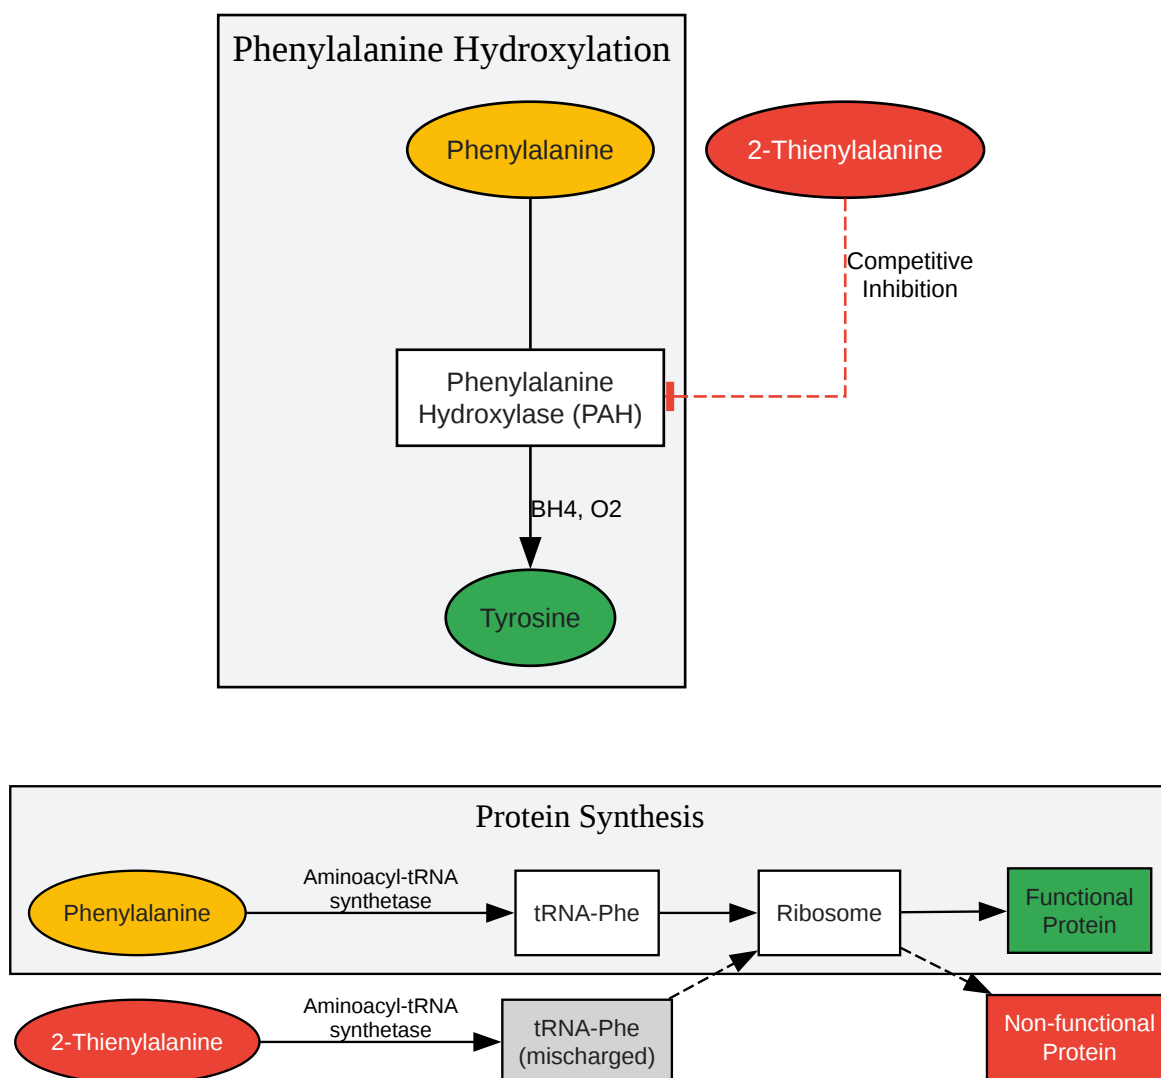 Phenylalanine Hydroxylation
Phenylalanine
2-Thienylalanine
Competitive
Inhibition
Phenylalanine
Hydroxylase (PAH)
BH4, O2
Tyrosine
Protein Synthesis
Phenylalanine
Aminoacyl-tRNA
synthetase
tRNA-Phe
Ribosome
Functional
Protein
2-Thienylalanine
Aminoacyl-tRNA
synthetase
tRNA-Phe
(mischarged)
Non-functional
Protein